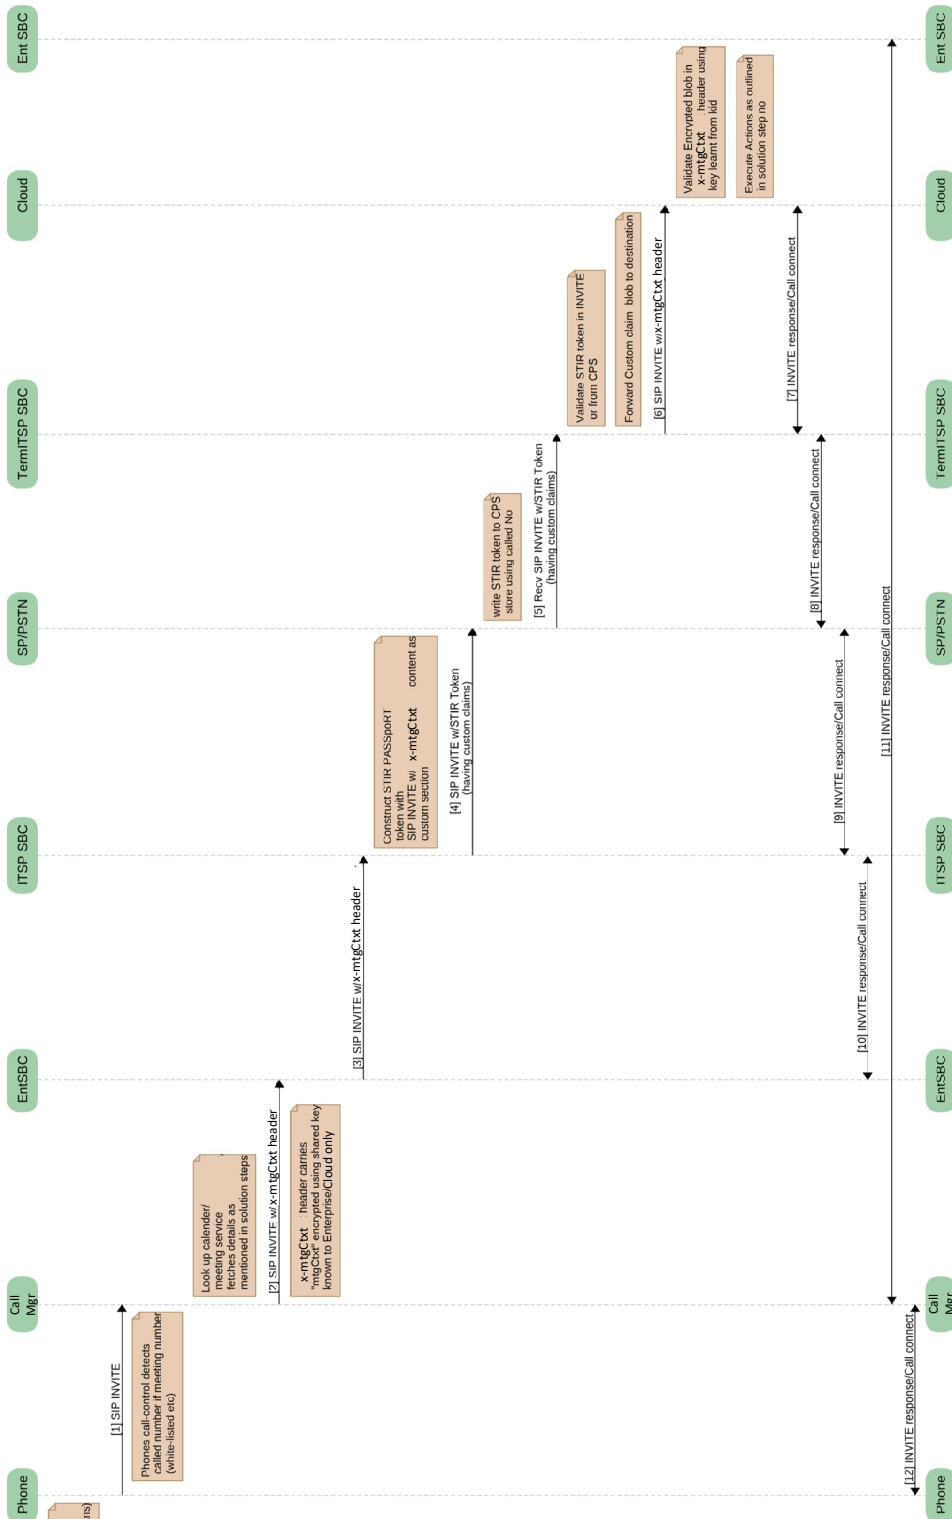 Phone
Call
Mgr
EntSBC
ITSP SBC
SP/PSTN
TermITSP SBC
Cloud
Ent SBC
ns)
[1] SIP INVITE
Phones call-control detects
called number if meeting number
(white-listed etc)
Look up calender/
meeting service
fetches details as
mentioned in solution steps
[2] SIP INVITE w/x-mtgCtxt header
x-mtgCtxt : header carries
"mtgCtxt" encrypted using shared key
known to Enterprise/Cloud only
[3] SIP INVITE w/x-mtgCtxt header
Construct STIR PASSpoRT
token with
SIP INVITE w/ x-mtgCtxt content as
custom section
[4] SIP INVITE w/STIR Token
(having custom claims)
write STIR token to CPS
store using called No
[5] Recv SIP INVITE w/STIR Token
(having custom claims)
Validate STIR token in INVITE
or from CPS
Forward Custom claim blob to destination
[6] SIP INVITE w/x-mtgCtxt header
Validate Encrypted blob in
x-mtgCtxt : header using
key learnt from kid
Execute Actions as outlined
in solution step no
[7] INVITE response/Call connect
[8] INVITE response/Call connect
[9] INVITE response/Call connect
[10] INVITE response/Call connect
[11] INVITE response/Call connect
[12] INVITE response/Call connect
Phone
Call
Mgr
EntSBC
ITSP SBC
SP/PSTN
TermITSP SBC
Cloud
Ent SBC